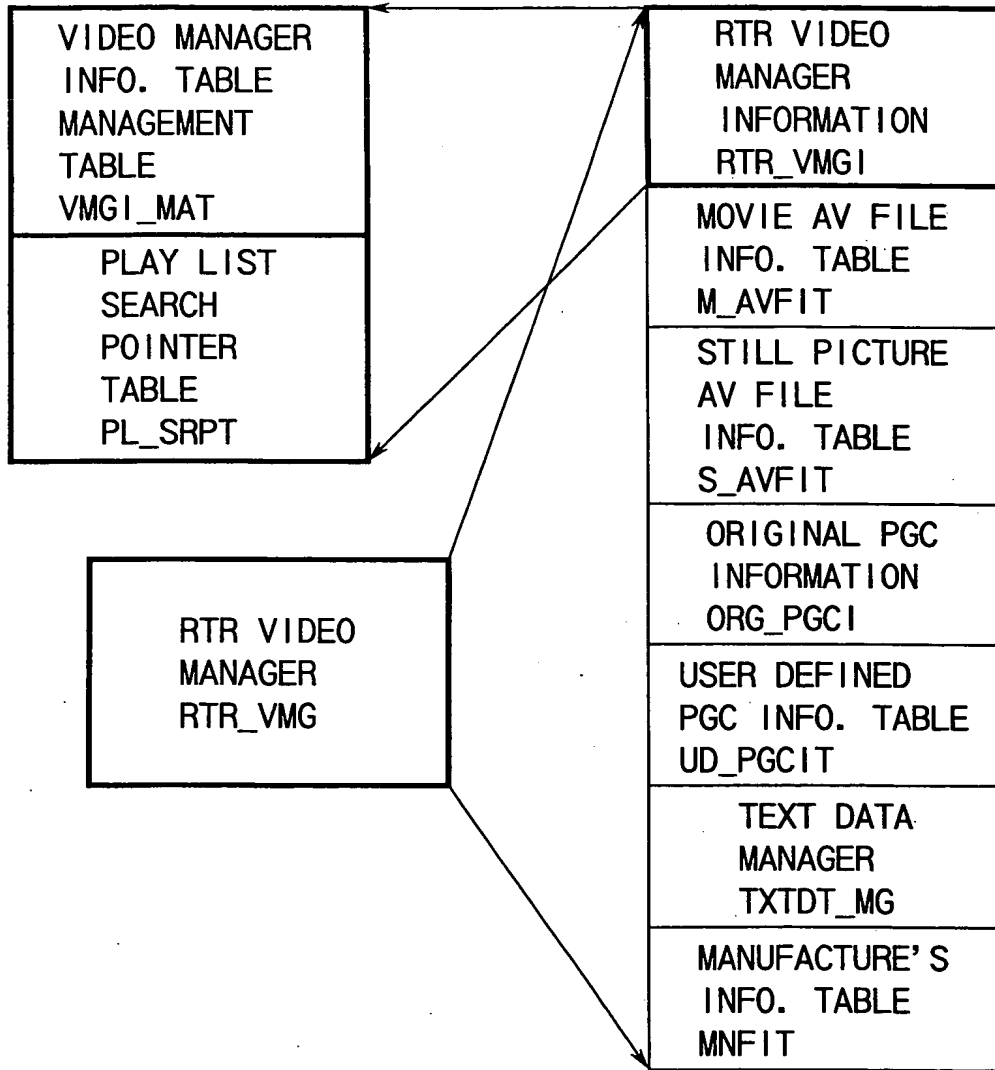 VIDEO MANAGER
INFO. TABLE
MANAGEMENT
TABLE
VMGI_MAT
PLAY LIST
SEARCH
POINTER
TABLE
PL_SRPT
RTR VIDEO
MANAGER
RTR_VMG
RTR VIDEO
MANAGER
INFORMATION
RTR_VMGI
MOVIE AV FILE
INFO. TABLE
M_AVFIT
STILL PICTURE
AV FILE
INFO. TABLE
S_AVFIT
ORIGINAL PGC
INFORMATION
ORG_PGCI
USER DEFINED
PGC INFO. TABLE
UD_PGCIT
TEXT DATA
MANAGER
TXTDT_MG
MANUFACTURE'S
INFO. TABLE
MNFIT